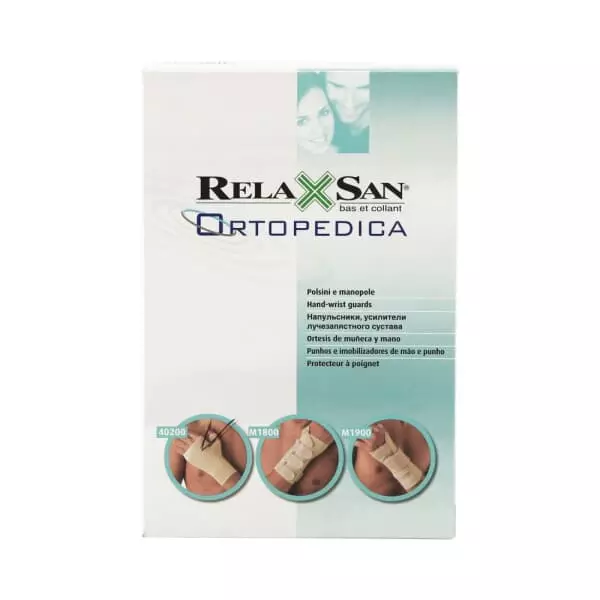 RELAXSAN®
bas et collant
ORTOPEDICA
Polsini e manopole
Hand-wrist guards
Напульсники, усилители
лучезапястного сустава
Ortesis de muñeca y mano
Punhos e imobilizadores de mão e punho
Protecteur à poignet
40200 M1800 M1900